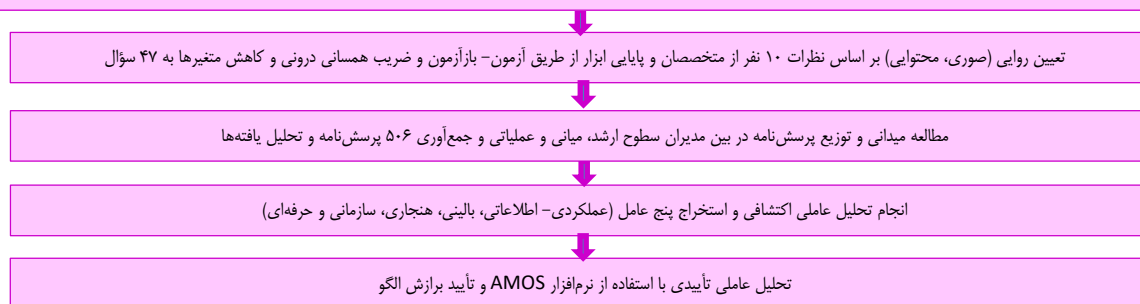 تعیین روایی (صوری، محتوایی) بر اساس نظرات ۱۰ نفر از متخصصان و پایایی ابزار از طریق آزمون- بازآزمون و ضریب همسانی درونی و کاهش متغیرها به ۴۷ سؤال
مطالعه میدانی و توزیع پرسش‌نامه در بین مدیران سطوح ارشد، میانی و عملیاتی و جمع‌آوری ۵۰۶ پرسش‌نامه و تحلیل یافته‌ها
انجام تحلیل عاملی اکتشافی و استخراج پنج عامل (عملکردی- اطلاعاتی، بالینی، هنجاری، سازمانی و حرفه‌ای)
تحلیل عاملی تأییدی با استفاده از نرم‌افزار AMOS و تأیید برازش الگو